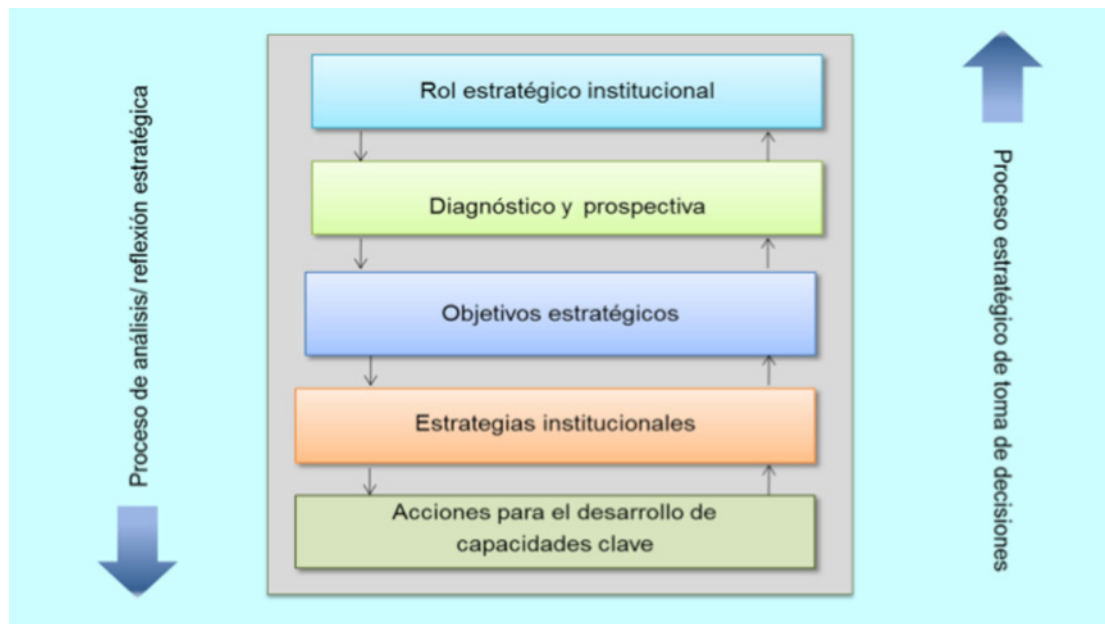 Proceso de análisis/ reflexión estratégica
Rol estratégico institucional
Diagnóstico y prospectiva
Objetivos estratégicos
Estrategias institucionales
Acciones para el desarrollo de
capacidades clave
Proceso estratégico de toma de decisiones